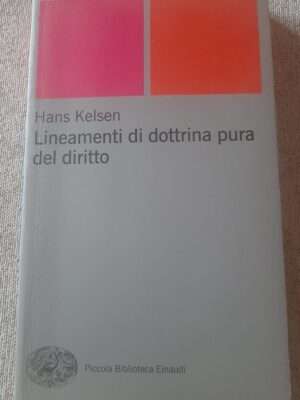 Hans Kelsen
Lineamenti di dottrina pura
del diritto
Piccola Biblioteca Einaudi